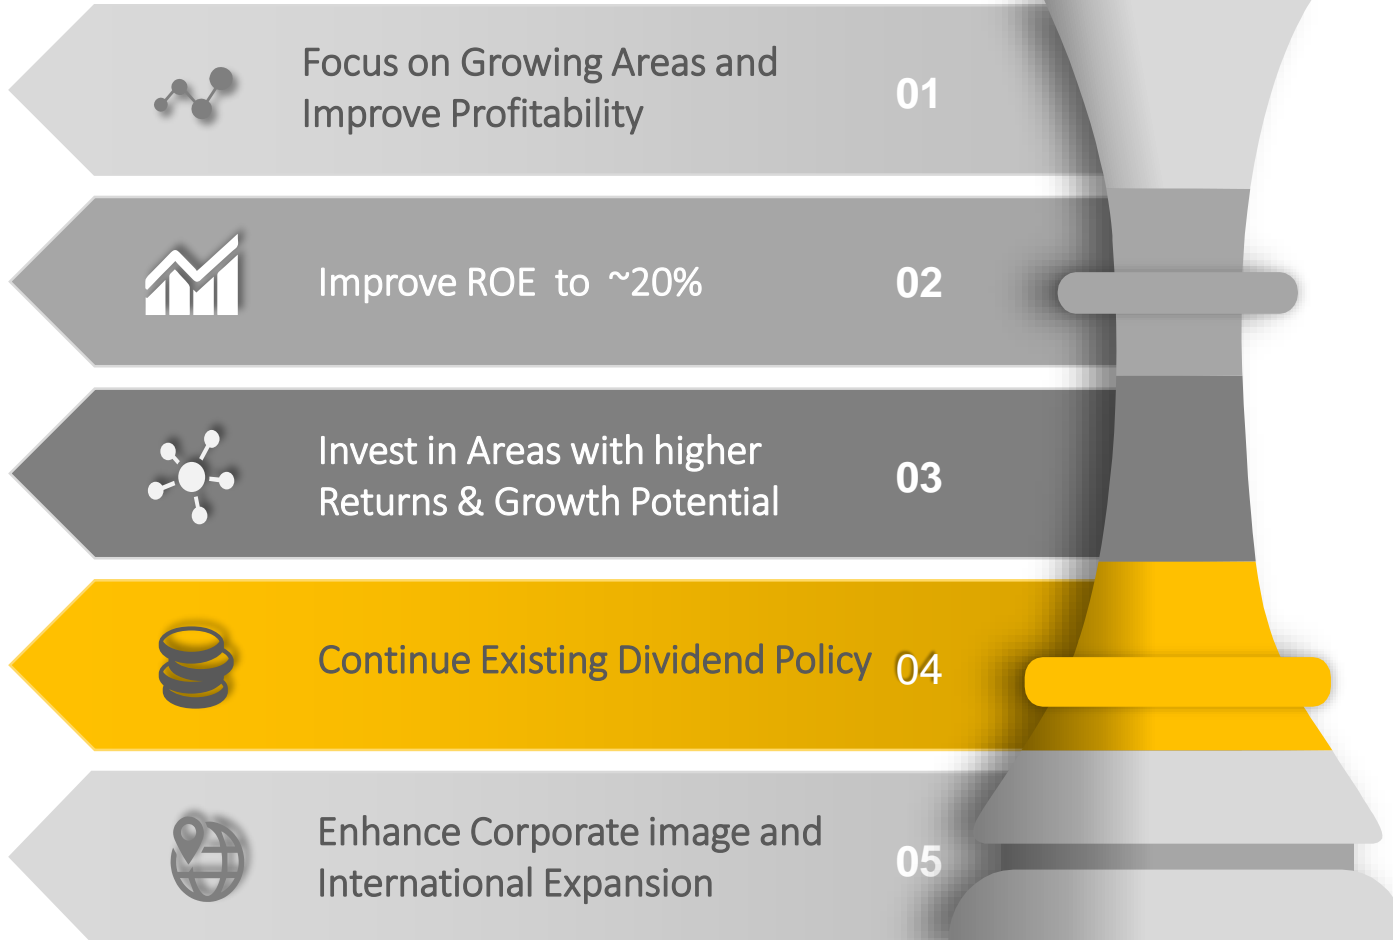 Focus on Growing Areas and
Improve Profitability
01
Improve ROE to ~20%
02
Invest in Areas with higher
Returns & Growth Potential
03
Continue Existing Dividend Policy
04
Enhance Corporate image and
International Expansion
05